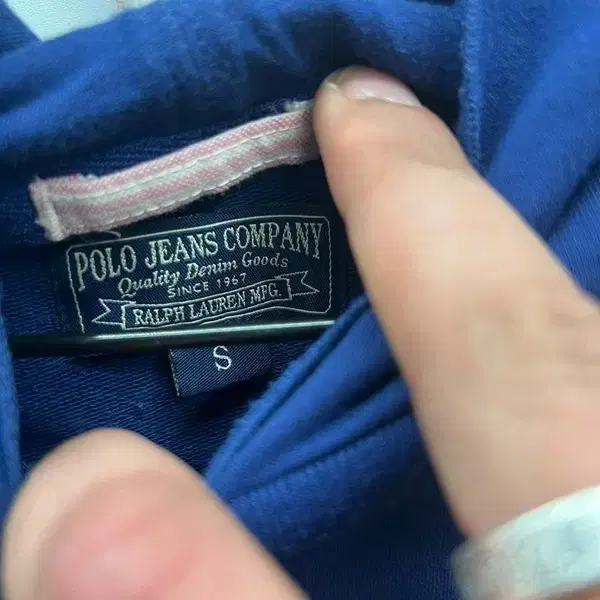 POLO JEANS COMPANY
Quality Denim Goods
SINCE 1967
RALPH LAUREN MFG.
S